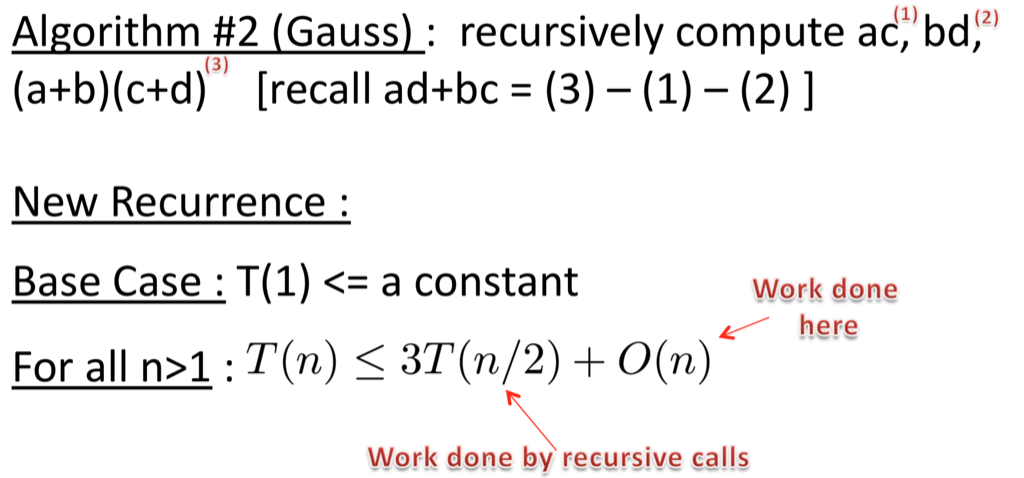 Algorithm #2 (Gauss) : recursively compute ac,(1) bd,(2)
(a+b)(c+d)(3) [recall ad+bc = (3) – (1) – (2) ]
New Recurrence :
Base Case : T(1) <= a constant
Work done
here
For all n>1 : T(n) ≤ 3T(n/2) + O(n)
Work done by recursive calls